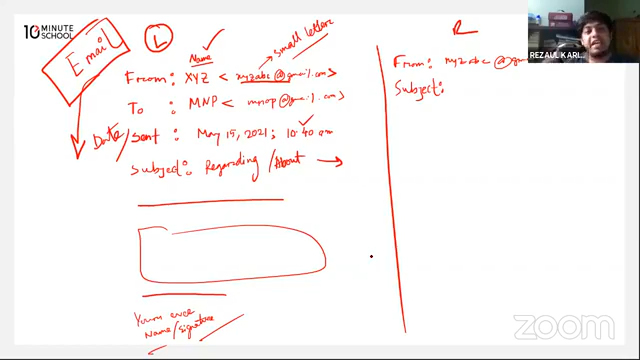 10 MINUTE SCHOOL
Email
L
Name
small letters
From: XYZ < xyzabc@gmail.com>
To : MNP < mnop@gmail.com>
Date/Sent : May 15, 2021; 10:40 am
Subject: Regarding /About →
Yours ever
Name/Signature
R
From: xyzabc@
Subject:
REZAUL KARI...
zoom